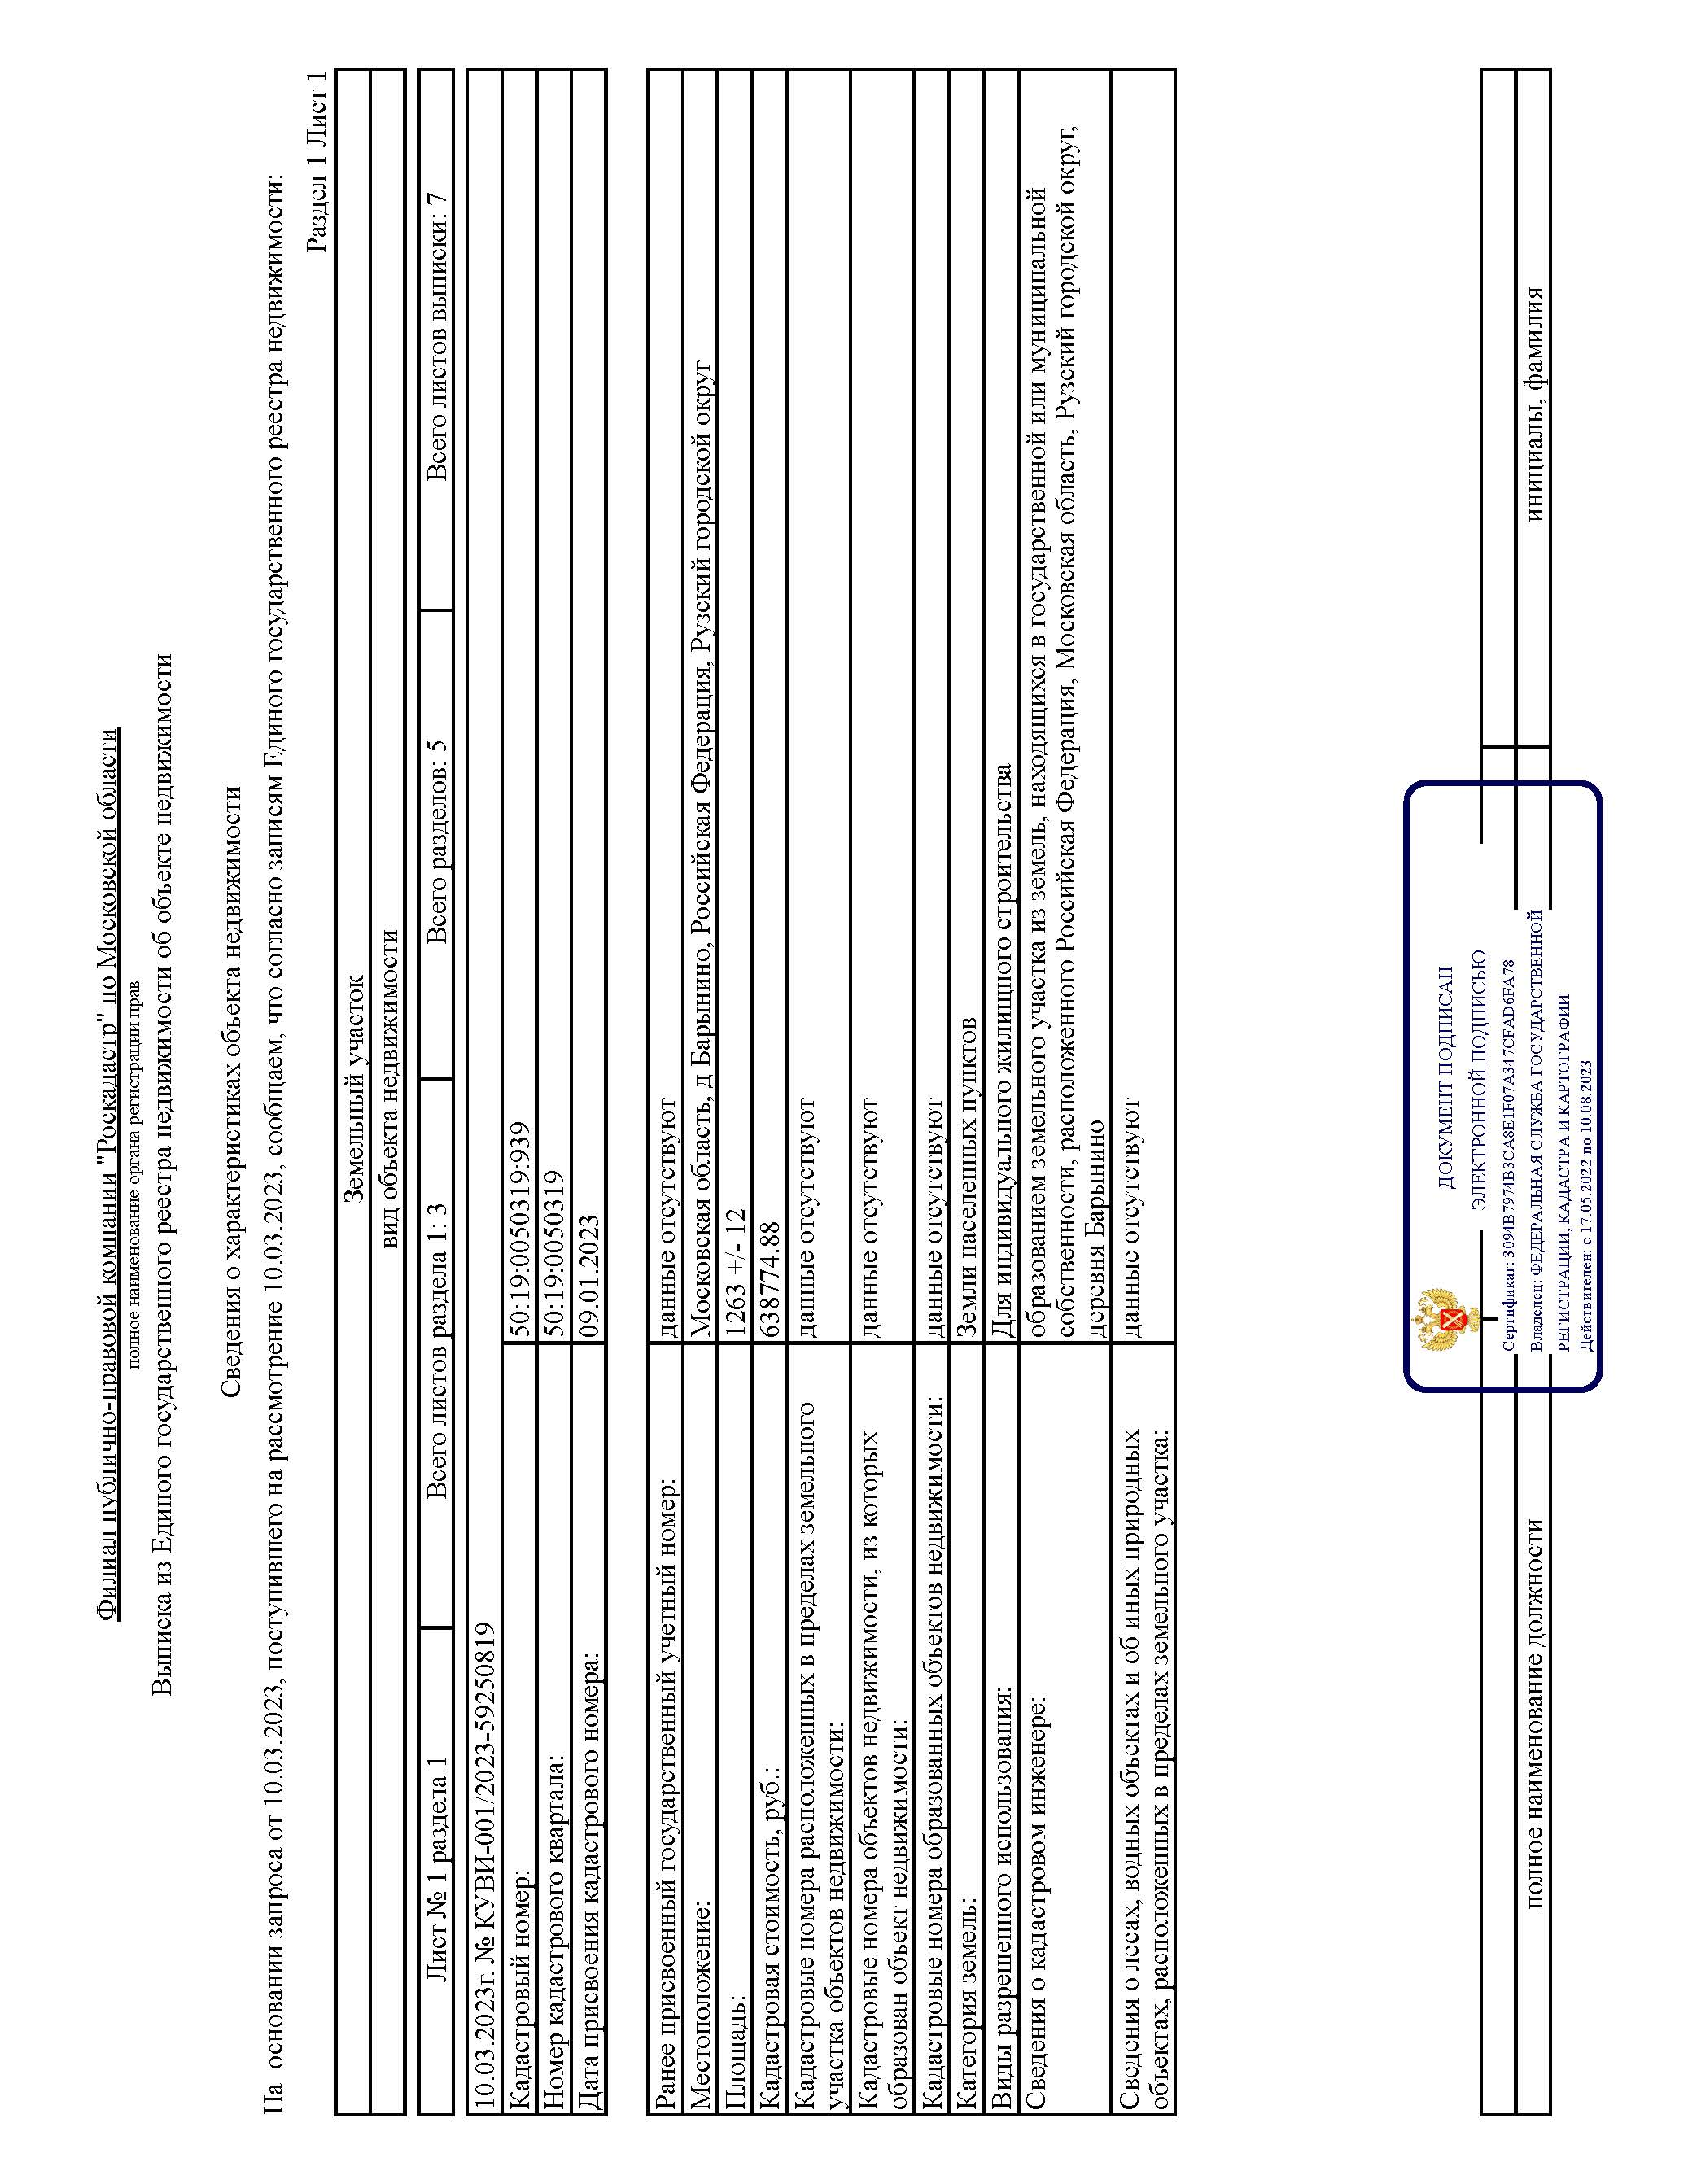 Филиал публично-правовой компании "Роскадастр" по Московской области
полное наименование органа регистрации прав
Выписка из Единого государственного реестра недвижимости об объекте недвижимости
Сведения о характеристиках объекта недвижимости
На основании запроса от 10.03.2023, поступившего на рассмотрение 10.03.2023, сообщаем, что согласно записям Единого государственного реестра недвижимости:
Раздел 1 Лист 1
Земельный участок
вид объекта недвижимости
Лист № 1 раздела 1 Всего листов раздела 1: 3 Всего разделов: 5 Всего листов выписки: 7
10.03.2023г. № КУВИ-001/2023-59250819
Кадастровый номер: 50:19:0050319:939
Номер кадастрового квартала: 50:19:0050319
Дата присвоения кадастрового номера: 09.01.2023
Ранее присвоенный государственный учетный номер: данные отсутствуют
Местоположение: Московская область, д Барынино, Российская Федерация, Рузский городской округ
Площадь: 1263 +/- 12
Кадастровая стоимость, руб.: 638774.88
Кадастровые номера расположенных в пределах земельного данные отсутствуют
участка объектов недвижимости:
Кадастровые номера объектов недвижимости, из которых данные отсутствуют
образован объект недвижимости:
Кадастровые номера образованных объектов недвижимости: данные отсутствуют
Категория земель: Земли населенных пунктов
Виды разрешенного использования: Для индивидуального жилищного строительства
Сведения о кадастровом инженере: образованием земельного участка из земель, находящихся в государственной или муниципальной
собственности, расположенного Российская Федерация, Московская область, Рузский городской округ,
деревня Барынино
Сведения о лесах, водных объектах и об иных природных данные отсутствуют
объектах, расположенных в пределах земельного участка:
ДОКУМЕНТ ПОДПИСАН
ЭЛЕКТРОННОЙ ПОДПИСЬЮ
Сертификат: 3094B7974B3CA8E1F07A347CFAD6FA78
Владелец: ФЕДЕРАЛЬНАЯ СЛУЖБА ГОСУДАРСТВЕННОЙ
РЕГИСТРАЦИИ, КАДАСТРА И КАРТОГРАФИИ
Действителен: с 17.05.2022 по 10.08.2023
полное наименование должности инициалы, фамилия